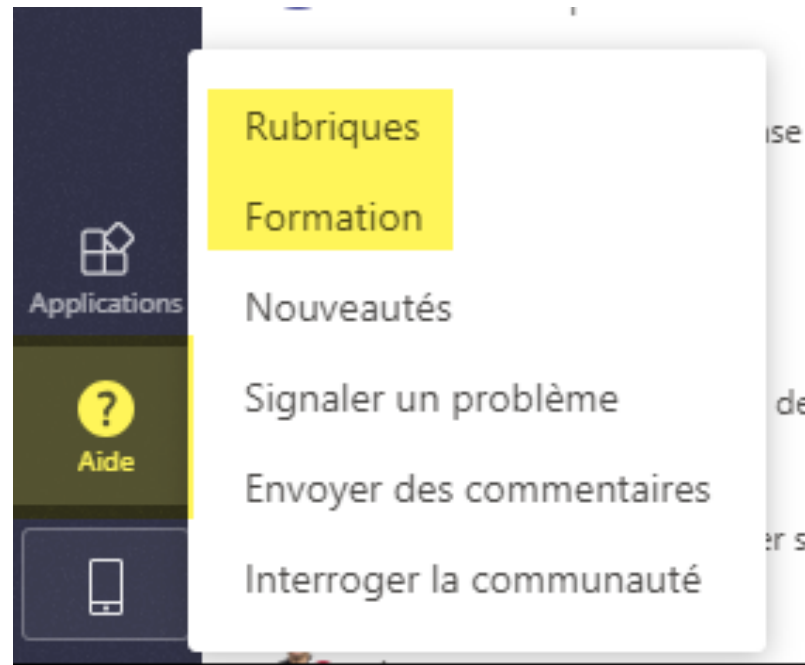 Rubriques
Formation
Nouveautés
Signaler un problème
Envoyer des commentaires
Interroger la communauté
Applications
Aide